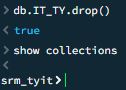 > db.IT_TY.drop()
< true
> show collections
<
srm_tyit>